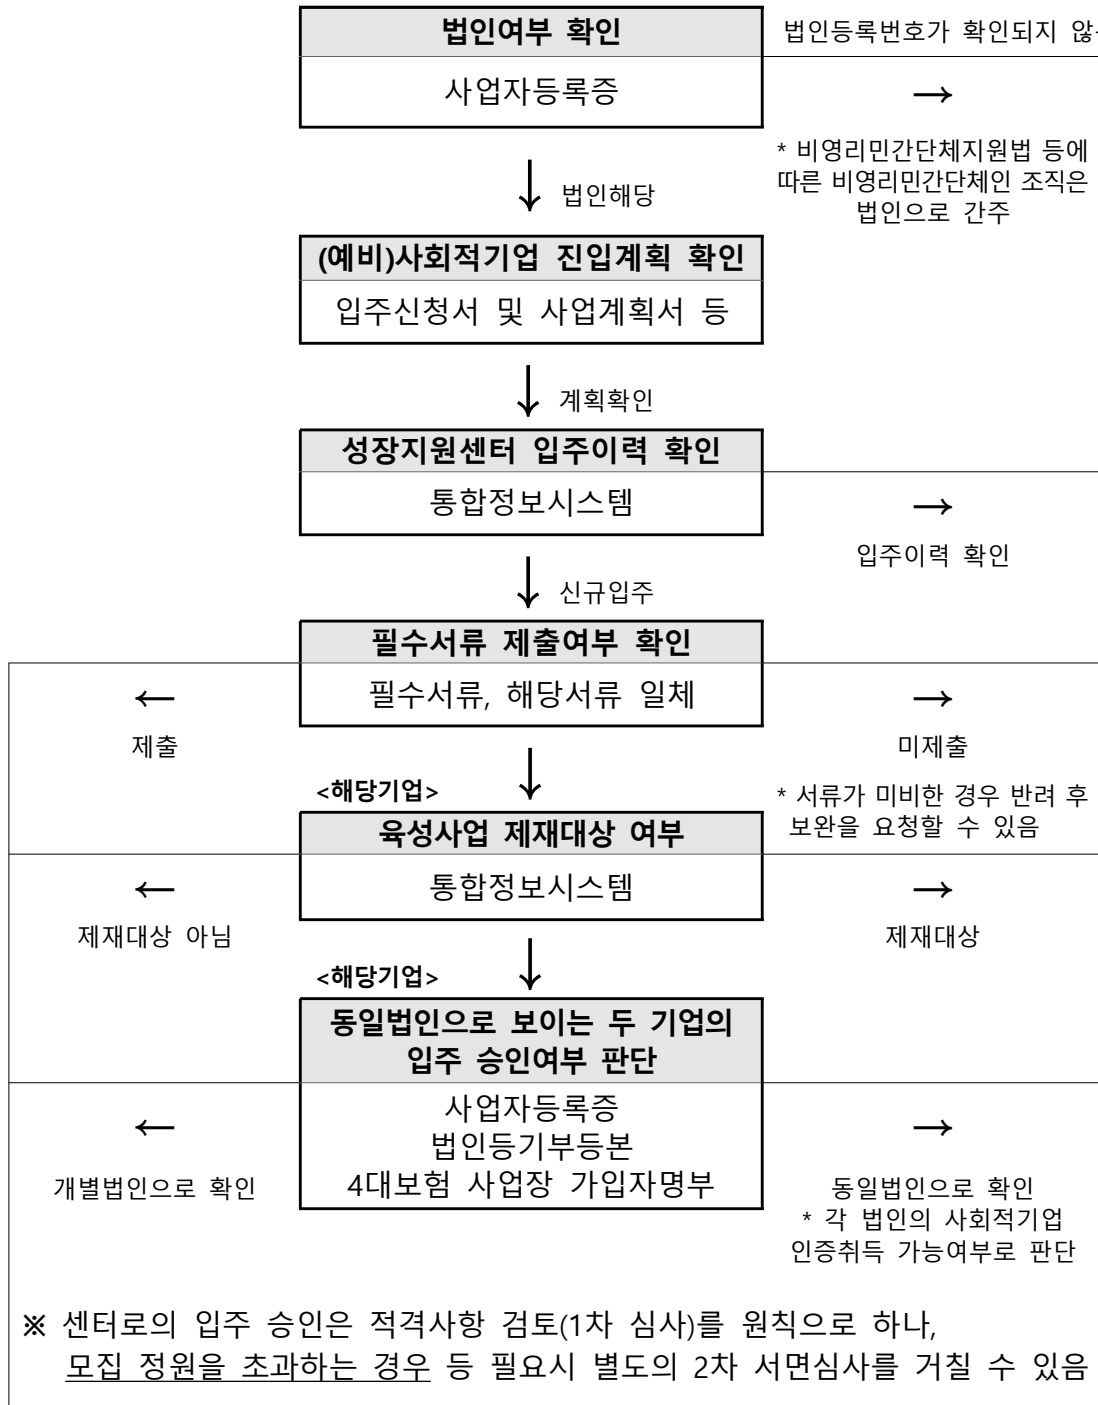 법인여부 확인
법인등록번호가 확인되지 않
사업자등록증
→
* 비영리민간단체지원법 등에
따른 비영리민간단체인 조직은
법인으로 간주
↓ 법인해당
(예비)사회적기업 진입계획 확인
입주신청서 및 사업계획서 등
↓ 계획확인
성장지원센터 입주이력 확인
통합정보시스템
→
입주이력 확인
↓ 신규입주
필수서류 제출여부 확인
← 필수서류, 해당서류 일체 →
제출
미제출
↓
<해당기업>
* 서류가 미비한 경우 반려 후
보완을 요청할 수 있음
육성사업 제재대상 여부
← 통합정보시스템 →
제재대상 아님
제재대상
↓
<해당기업>
동일법인으로 보이는 두 기업의
입주 승인여부 판단
사업자등록증
← →
법인등기부등본
4대보험 사업장 가입자명부
개별법인으로 확인
동일법인으로 확인
* 각 법인의 사회적기업
인증취득 가능여부로 판단
※ 센터로의 입주 승인은 적격사항 검토(1차 심사)를 원칙으로 하나,
모집 정원을 초과하는 경우 등 필요시 별도의 2차 서면심사를 거칠 수 있음